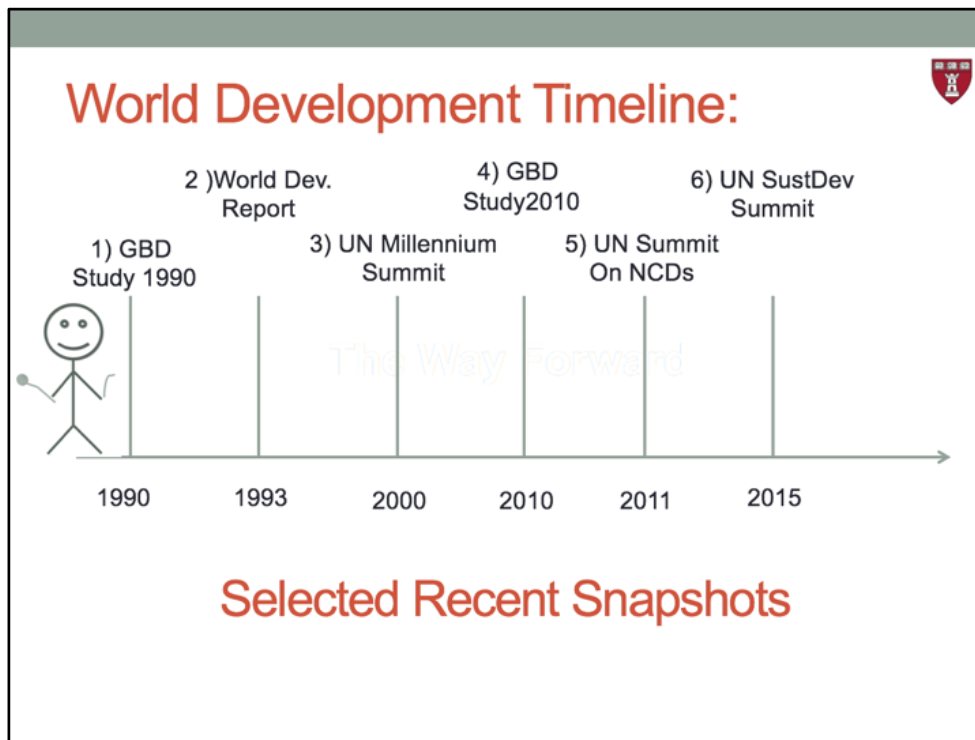 World Development Timeline:
2 )World Dev.
Report
4) GBD
Study2010
6) UN SustDev
Summit
1) GBD
Study 1990
3) UN Millennium
Summit
5) UN Summit
On NCDs
The Way Forward
1990
1993
2000
2010
2011
2015
Selected Recent Snapshots